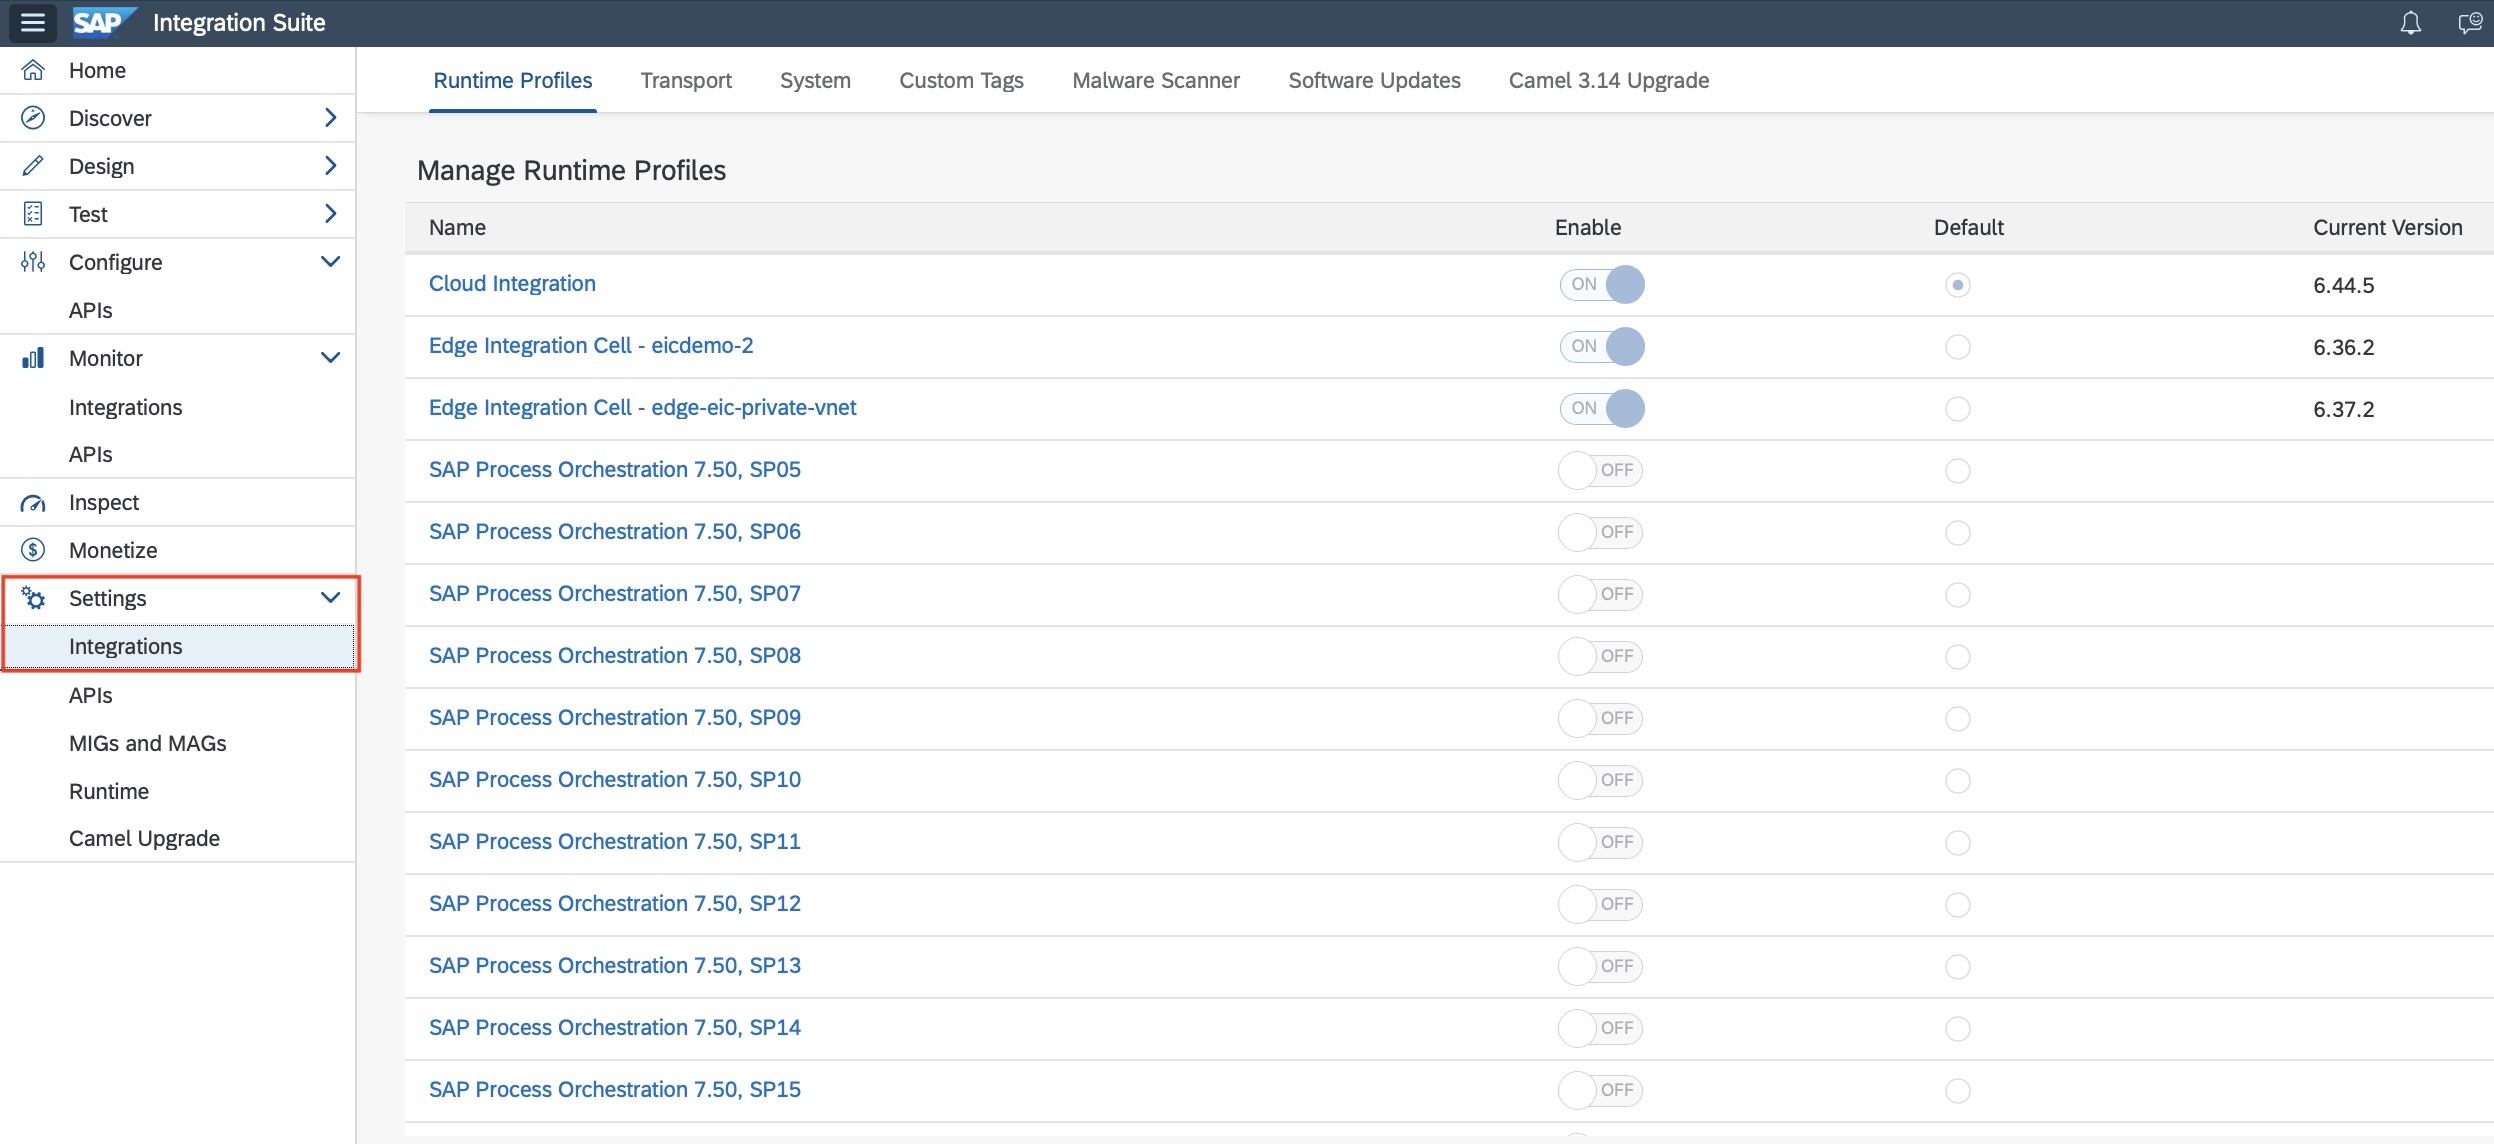 SAP Integration Suite
Home
Discover
Design
Test
Configure
APIs
Monitor
Integrations
APIs
Inspect
Monetize
Settings
Integrations
APIs
MIGs and MAGs
Runtime
Camel Upgrade
Runtime Profiles Transport System Custom Tags Malware Scanner Software Updates Camel 3.14 Upgrade
Manage Runtime Profiles
Name Enable Default Current Version
Cloud Integration ON 6.44.5
Edge Integration Cell - eicdemo-2 ON 6.36.2
Edge Integration Cell - edge-eic-private-vnet ON 6.37.2
SAP Process Orchestration 7.50, SP05 OFF
SAP Process Orchestration 7.50, SP06 OFF
SAP Process Orchestration 7.50, SP07 OFF
SAP Process Orchestration 7.50, SP08 OFF
SAP Process Orchestration 7.50, SP09 OFF
SAP Process Orchestration 7.50, SP10 OFF
SAP Process Orchestration 7.50, SP11 OFF
SAP Process Orchestration 7.50, SP12 OFF
SAP Process Orchestration 7.50, SP13 OFF
SAP Process Orchestration 7.50, SP14 OFF
SAP Process Orchestration 7.50, SP15 OFF